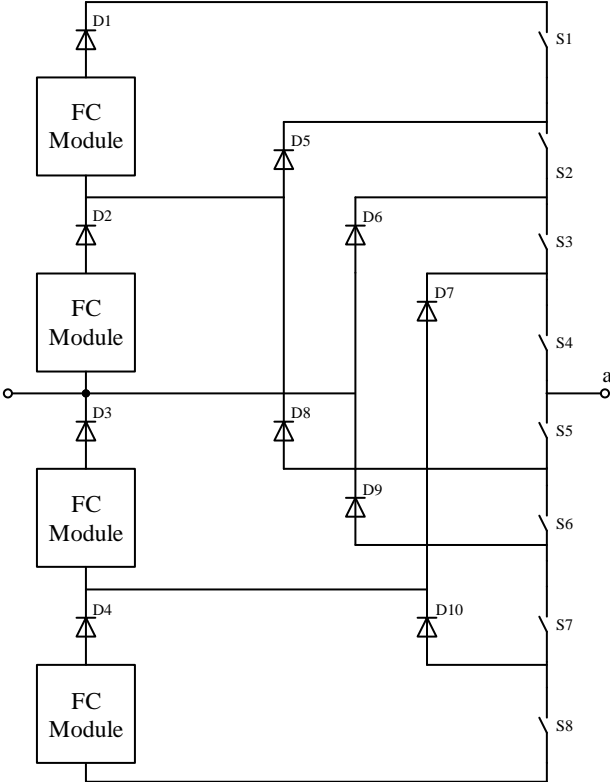 D1
S1
FC
Module
D5
S2
D2
D6
S3
FC
Module
D7
S4
a
D3
D8
S5
D9
FC
Module
S6
D4
D10
S7
FC
Module
S8